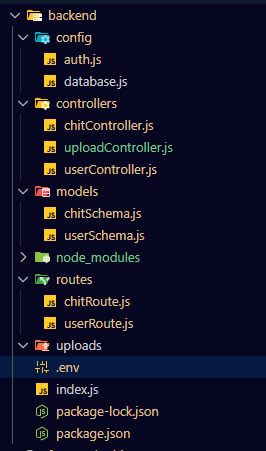 backend
config
JS auth.js
JS database.js
controllers
JS chitController.js
JS uploadController.js
JS userController.js
models
JS chitSchema.js
JS userSchema.js
node_modules
routes
JS chitRoute.js
JS userRoute.js
uploads
.env
JS index.js
package-lock.json
package.json